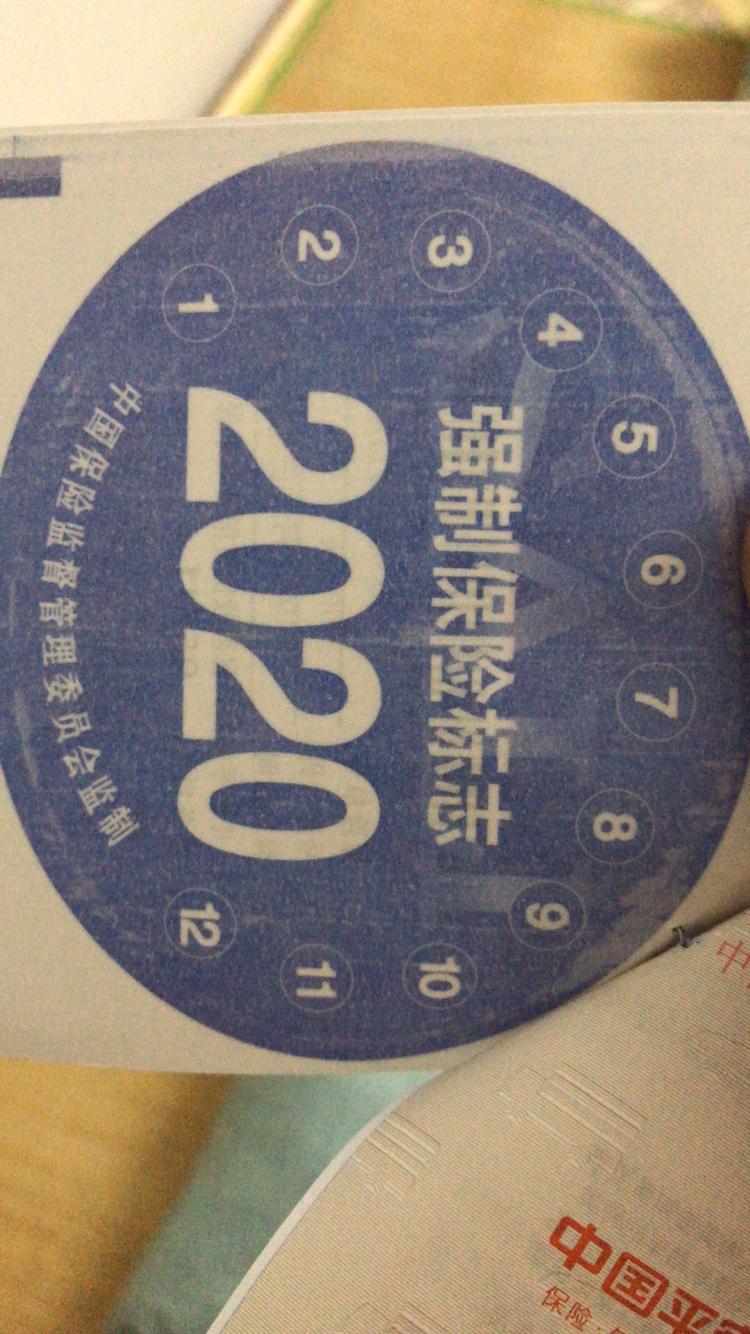 1 2 3 4 5 6 7 8 9 10 11 12
强制保险标志
2020
中国保险监督管理委员会监制
中
中国平
保险·